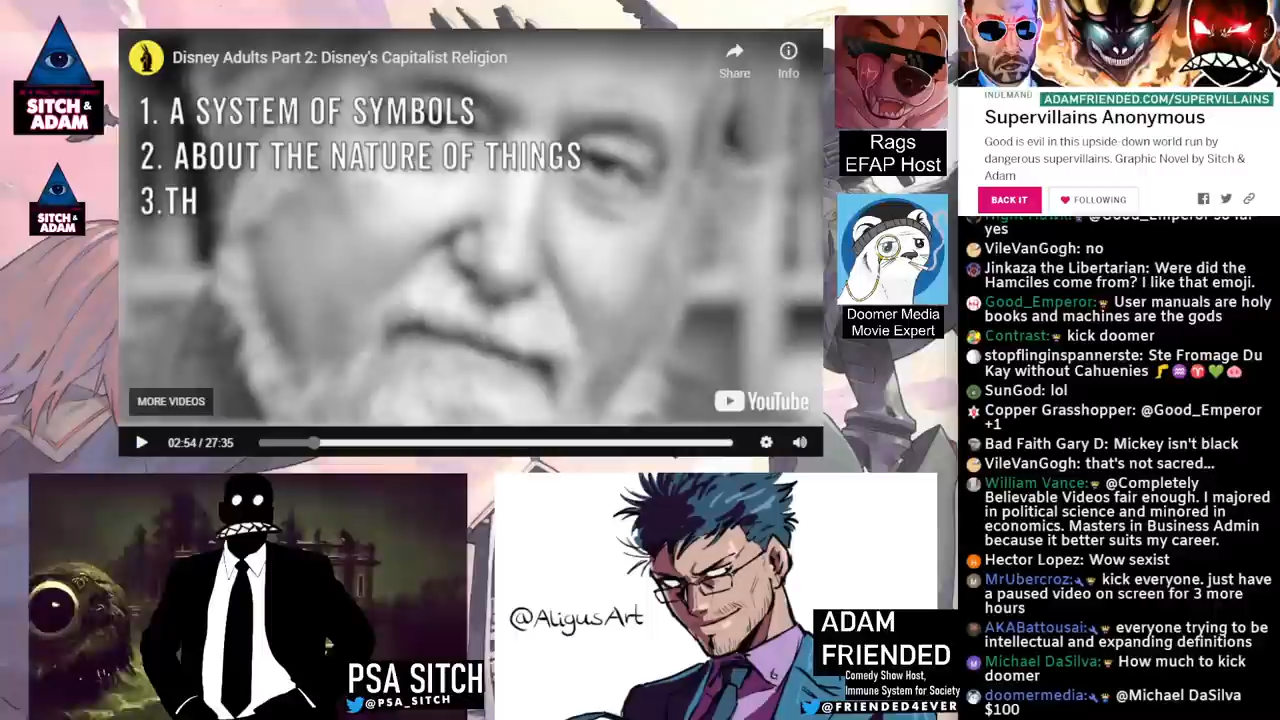 SITCH &
ADAM
SITCH &
ADAM
Disney Adults Part 2: Disney's Capitalist Religion
Share
Info
1. A SYSTEM OF SYMBOLS
2. ABOUT THE NATURE OF THINGS
3.TH
MORE VIDEOS
YouTube
02:54 / 27:35
Rags
EFAP Host
Doomer Media
Movie Expert
INDEMAND
ADAMFRIENDED.COM/SUPERVILLAINS
Supervillains Anonymous
Good is evil in this upside-down world run by
dangerous supervillains. Graphic Novel by Sitch &
Adam
BACK IT
FOLLOWING
yes
VileVanGogh: no
Jinkaza the Libertarian: Were did the
Hamciles come from? I like that emoji.
Good_Emperor: User manuals are holy
books and machines are the gods
Contrast: kick doomer
stopflinginspannerste: Ste Fromage Du
Kay without Cahuenies 🦵♒♈💚🐽
SunGod: lol
Copper Grasshopper: @Good_Emperor
+1
Bad Faith Gary D: Mickey isn't black
VileVanGogh: that's not sacred...
William Vance: @Completely
Believable Videos fair enough. I majored
in political science and minored in
economics. Masters in Business Admin
because it better suits my career.
Hector Lopez: Wow sexist
MrUbercroz: kick everyone. just have
a paused video on screen for 3 more
hours
AKABattousai: everyone trying to be
intellectual and expanding definitions
Michael DaSilva: How much to kick
doomer
doomermedia: @Michael DaSilva
$100
PSA SITCH
@PSA_SITCH
@AligusArt
ADAM
FRIENDED
Comedy Show Host,
Immune System for Society
@FRIENDED4EVER